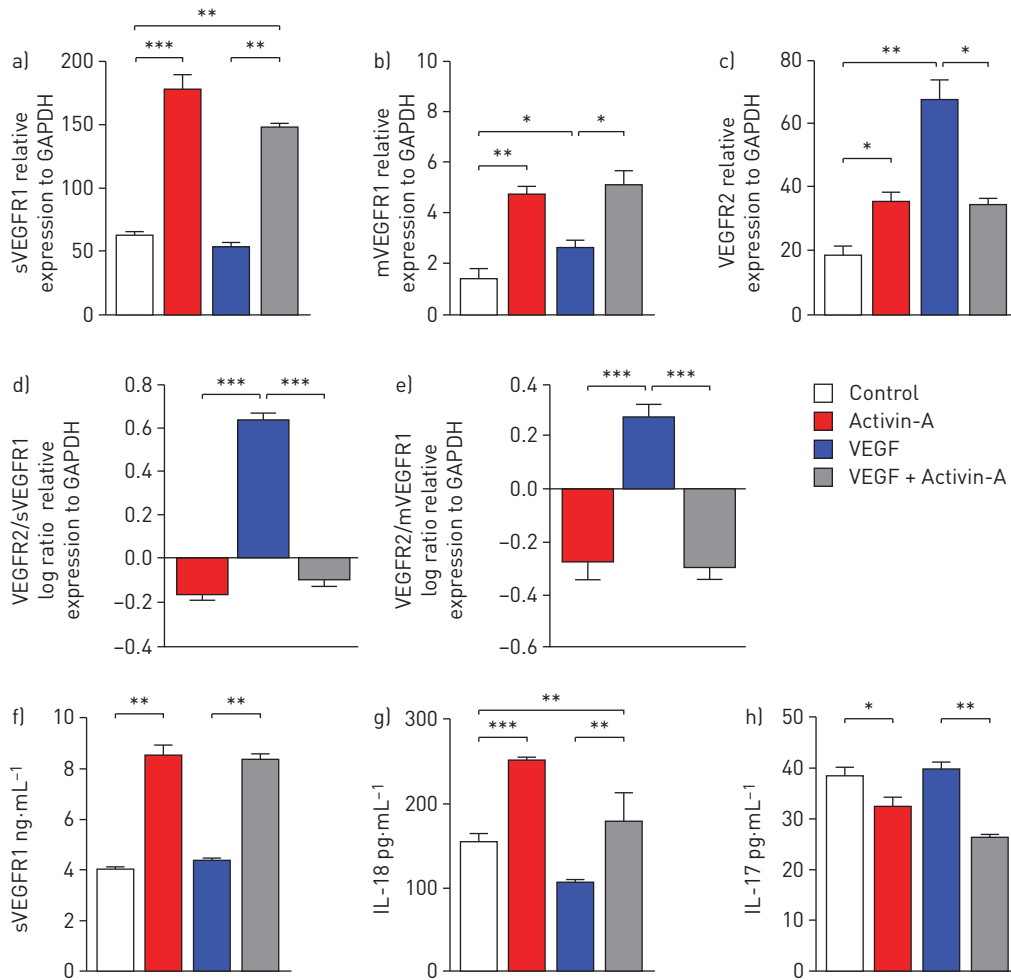 a)
sVEGFR1 relative
expression to GAPDH
200
150
100
50
0
**
***
**
b)
mVEGFR1 relative
expression to GAPDH
10
8
6
4
2
0
*
**
*
c)
VEGFR2 relative
expression to GAPDH
80
60
40
20
0
**
*
*
d)
VEGFR2/sVEGFR1
log ratio relative
expression to GAPDH
0.8
0.6
0.4
0.2
0.0
–0.2
–0.4
***
***
e)
VEGFR2/mVEGFR1
log ratio relative
expression to GAPDH
0.4
0.2
0.0
–0.2
–0.4
–0.6
***
***
Control
Activin-A
VEGF
VEGF + Activin-A
f)
sVEGFR1 ng·mL⁻¹
10
8
6
4
2
0
**
**
g)
IL-18 pg·mL⁻¹
300
200
150
100
50
0
**
***
**
h)
IL-17 pg·mL⁻¹
50
40
30
20
10
0
*
**